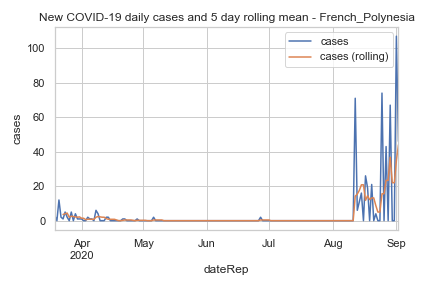 New COVID-19 daily cases and 5 day rolling mean - French_Polynesia
cases
cases (rolling)
100
80
60
40
20
0
cases
Apr
2020
May
Jun
Jul
Aug
Sep
dateRep